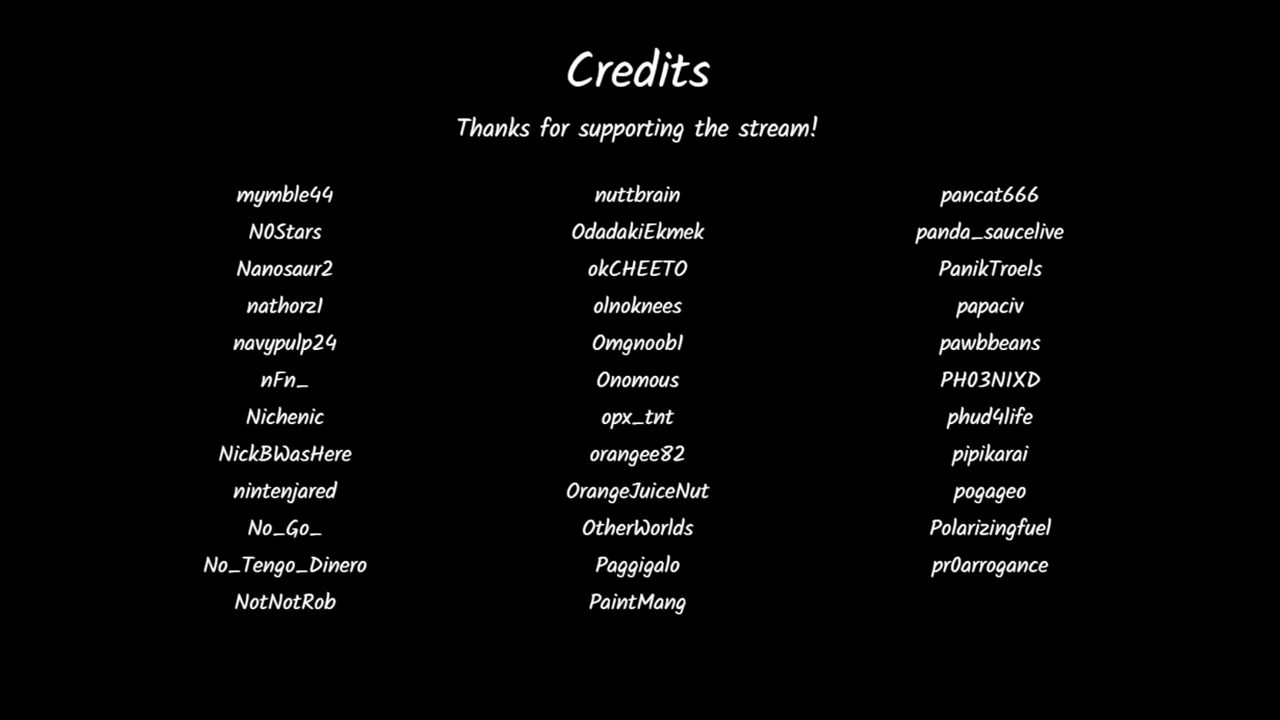 Credits
Thanks for supporting the stream!
mymble44
N0Stars
Nanosaur2
nathorz1
navypulp24
nFn_
Nichenic
NickBWasHere
nintenjared
No_Go_
No_Tengo_Dinero
NotNotRob
nuttbrain
OdadakiEkmek
okCHEETO
olnoknees
Omgnoob1
Onomous
opx_tnt
orangee82
OrangeJuiceNut
OtherWorlds
Paggigalo
PaintMang
pancat666
panda_saucelive
PanikTroels
papaciv
pawbbeans
PH03NIXD
phud4life
pipikarai
pogageo
Polarizingfuel
pr0arrogance